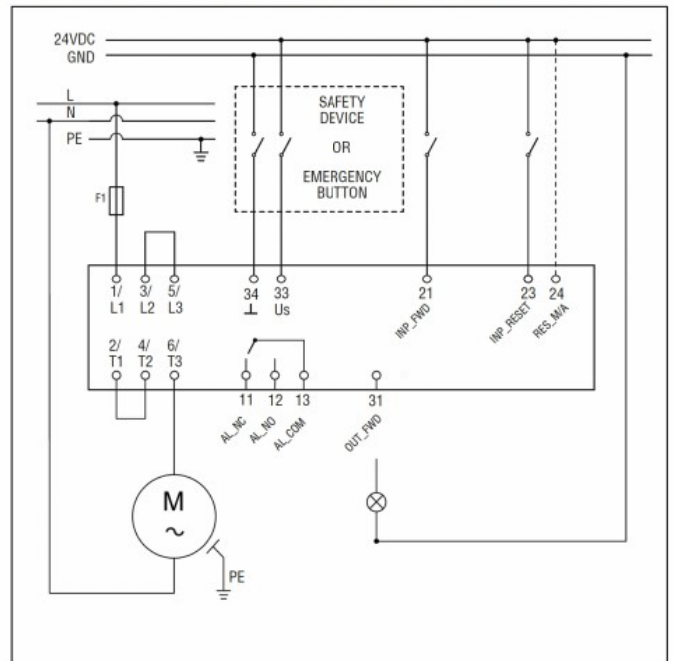 24VDC
GND
L
N
PE
SAFETY
DEVICE
OR
EMERGENCY
BUTTON
F1
1/
L1
3/
L2
5/
L3
34
⊥
33
Us
21
INP_FWD
23
INP_RESET
24
RES_M/A
2/
T1
4/
T2
6/
T3
11
AL_NC
12
AL_NO
13
AL_COM
31
OUT_FWD
M
~
PE